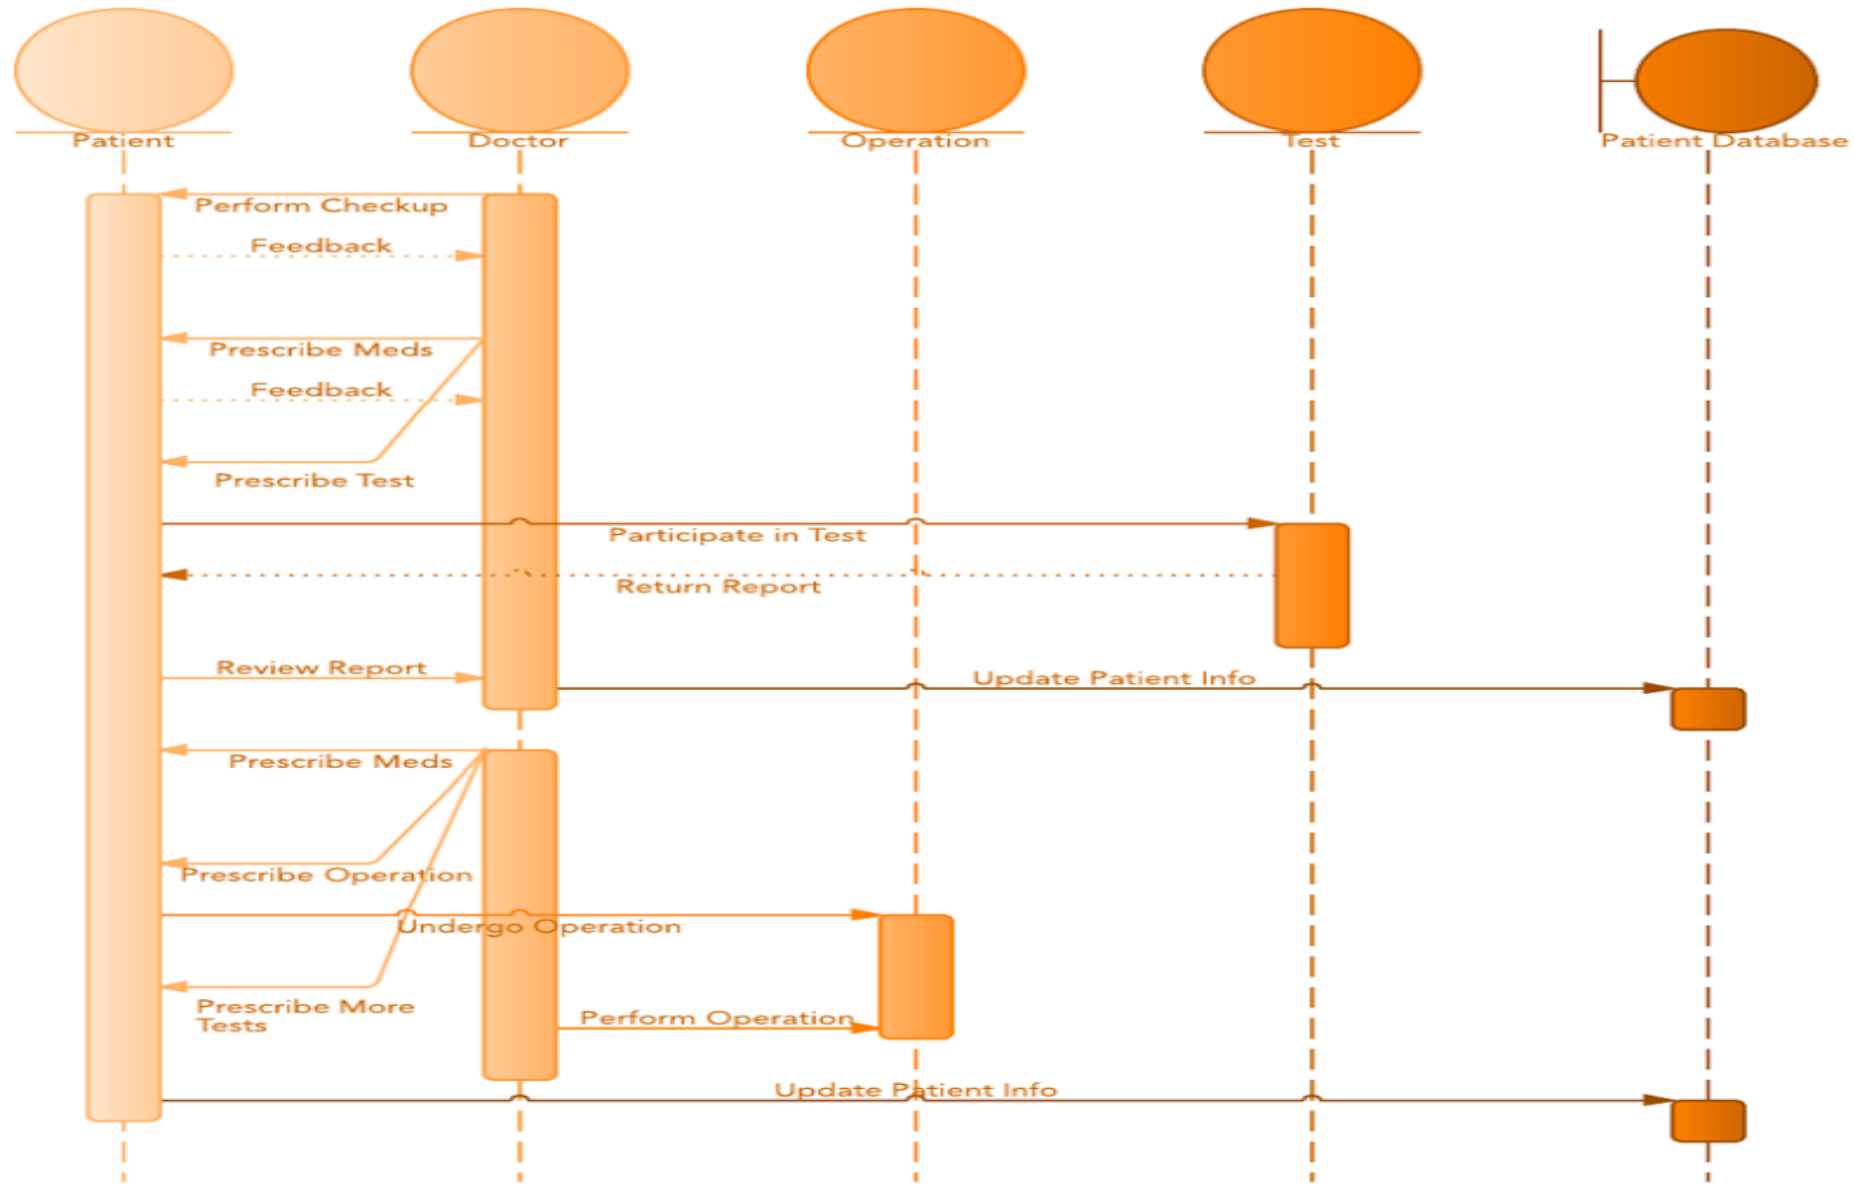 Patient
Doctor
Operation
Test
Patient Database
Perform Checkup
Feedback
Prescribe Meds
Feedback
Prescribe Test
Participate in Test
Return Report
Review Report
Update Patient Info
Prescribe Meds
Prescribe Operation
Undergo Operation
Prescribe More
Tests
Perform Operation
Update Patient Info